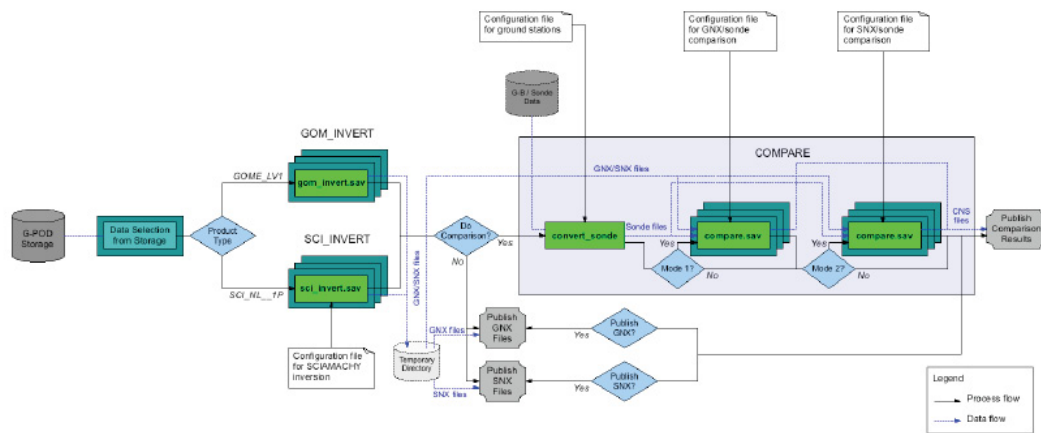 Configuration file
for ground stations
Configuration file
for GNX/sonde
comparison
Configuration file
for SNX/sonde
comparison
G-B / Sonde
Data
GOM_INVERT
COMPARE
GNX/SNX files
GOME_LV1
gom_invert.sav
CNS
files
G-POD
Storage
Data Selection
from Storage
Product
Type
SCI_INVERT
Do
Comparison?
Yes
convert_sonde
Sonde files
Yes
compare.sav
Yes
compare.sav
Publish
Comparison
Results
No
Mode 1?
No
Mode 2?
No
SCI_NL__1P
sci_invert.sav
GNX/SNX files
Configuration file
for SCIAMACHY
inversion
Temporary
Directory
GNX files
Publish
GNX
Files
Yes
Publish
GNX?
SNX files
Publish
SNX
Files
Yes
Publish
SNX?
Legend
Process flow
Data flow